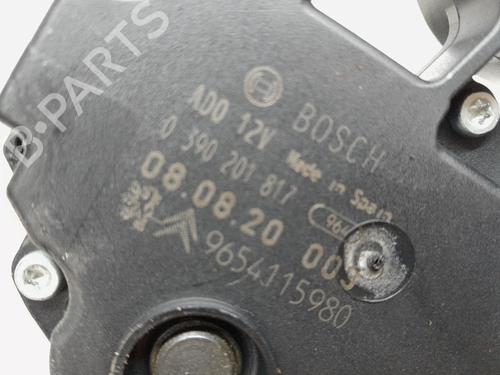 B-PARTS
BOSCH
ADO 12V
Made in Spain
0 390 201 817
08.08.20 003
9654115980